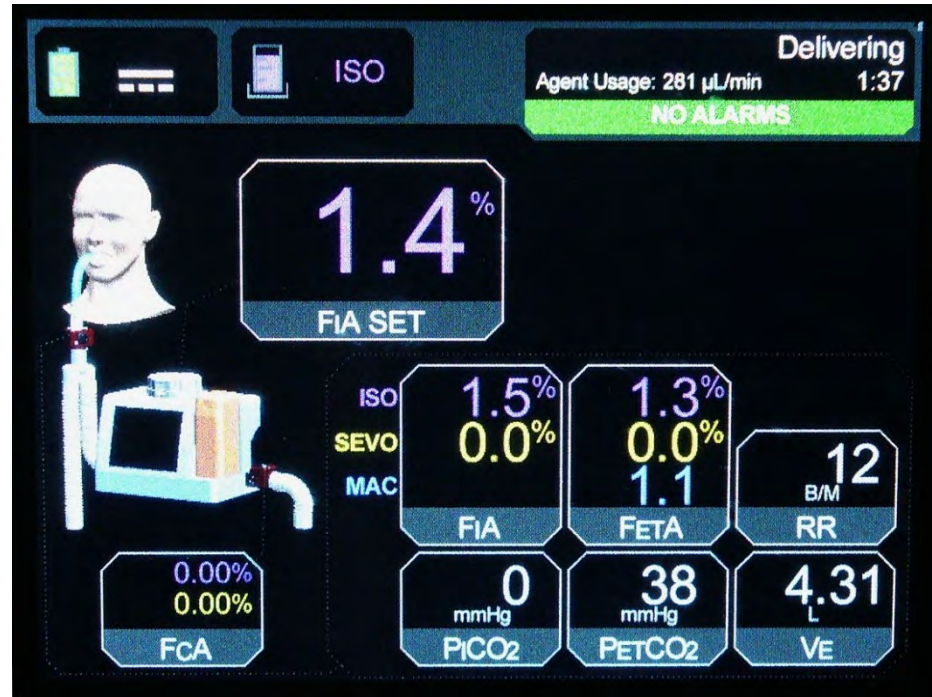 ISO
Delivering
Agent Usage: 281 µL/min 1:37
NO ALARMS
1.4%
FIA SET
ISO 1.5% 1.3%
SEVO 0.0% 0.0%
MAC 1.1
FIA FETA
12
B/M
RR
0.00%
0.00%
FCA
0
mmHg
PICO2
38
mmHg
PETCO2
4.31
L
VE